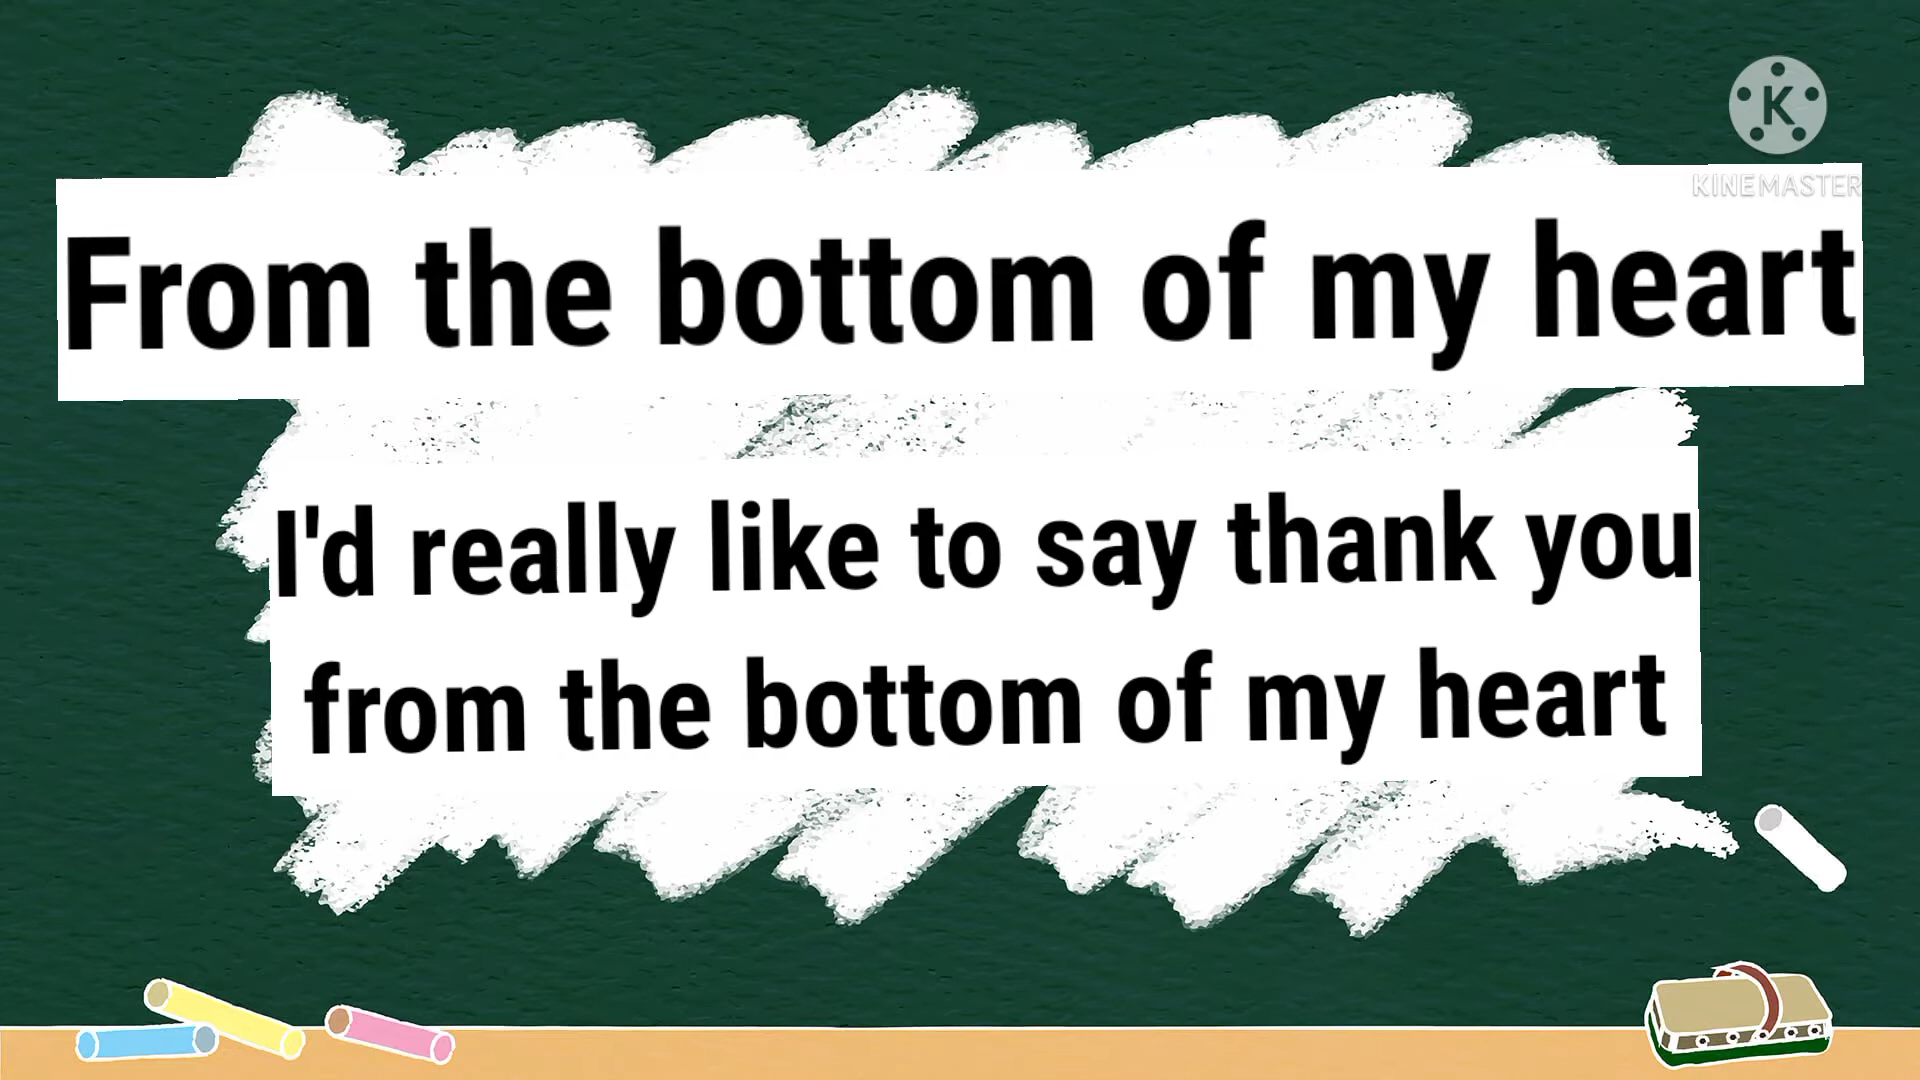 K
KINEMASTER
From the bottom of my heart
I'd really like to say thank you
from the bottom of my heart